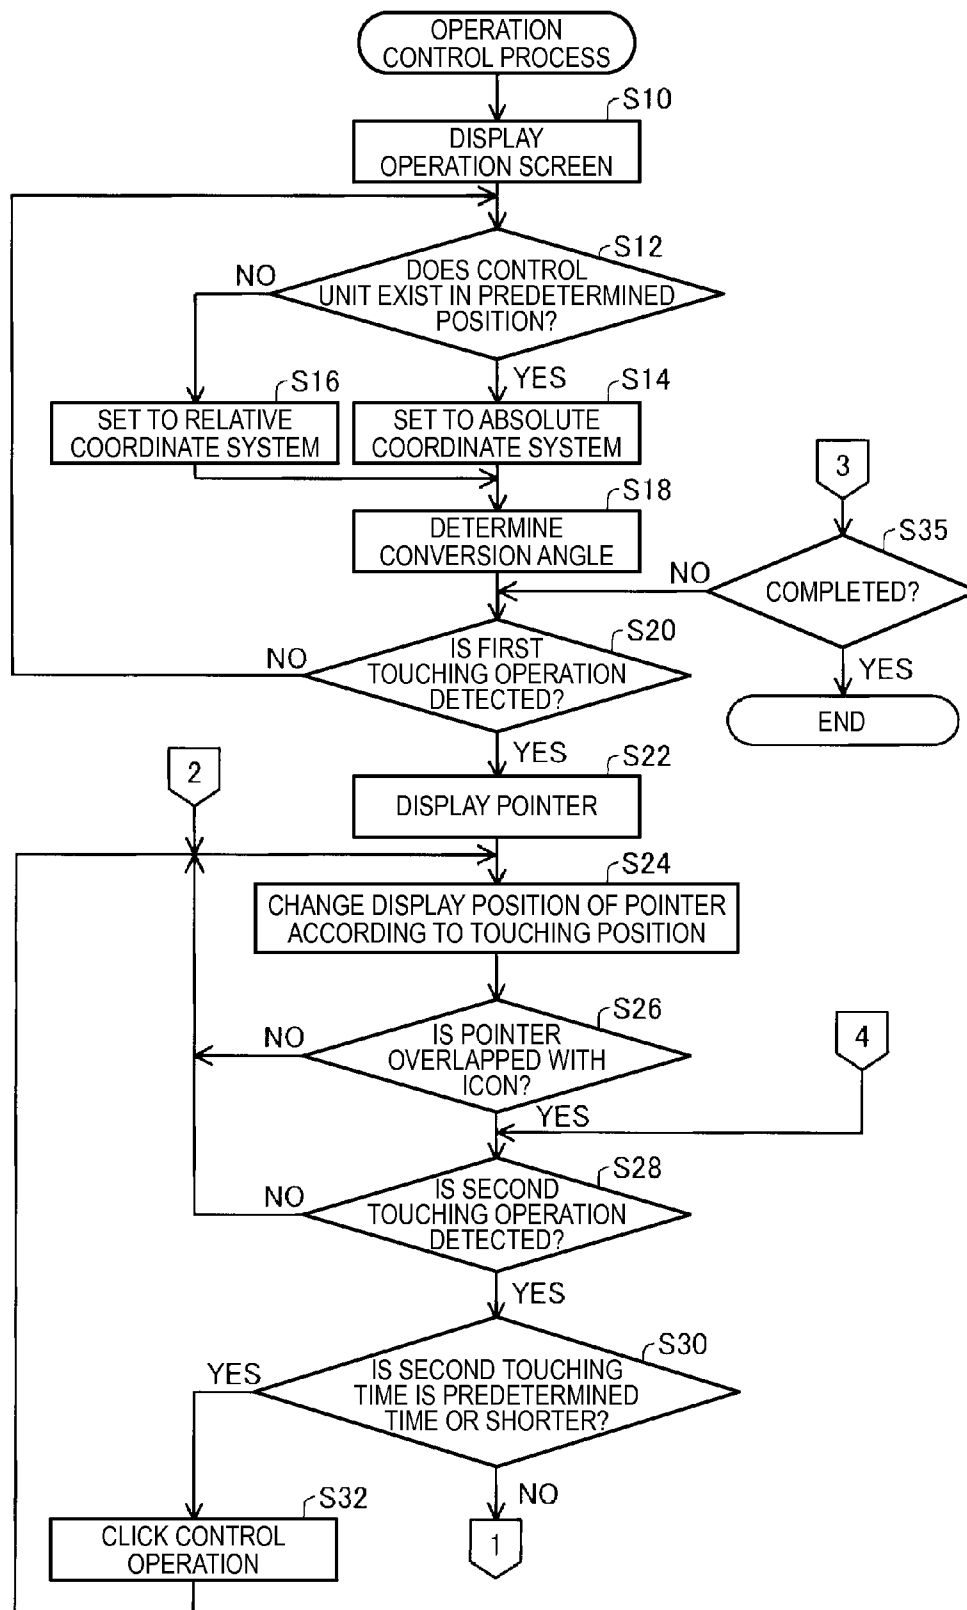 OPERATION
CONTROL PROCESS
S10
DISPLAY
OPERATION SCREEN
S12
NO
DOES CONTROL
UNIT EXIST IN PREDETERMINED
POSITION?
YES
S16
S14
SET TO RELATIVE
COORDINATE SYSTEM
SET TO ABSOLUTE
COORDINATE SYSTEM
3
S18
DETERMINE
CONVERSION ANGLE
S35
NO
COMPLETED?
S20
NO
IS FIRST
TOUCHING OPERATION
DETECTED?
YES
END
YES
2
S22
DISPLAY POINTER
S24
CHANGE DISPLAY POSITION OF POINTER
ACCORDING TO TOUCHING POSITION
S26
NO
IS POINTER
OVERLAPPED WITH
ICON?
4
YES
S28
NO
IS SECOND
TOUCHING OPERATION
DETECTED?
YES
S30
YES
IS SECOND TOUCHING
TIME IS PREDETERMINED
TIME OR SHORTER?
NO
S32
CLICK CONTROL
OPERATION
1